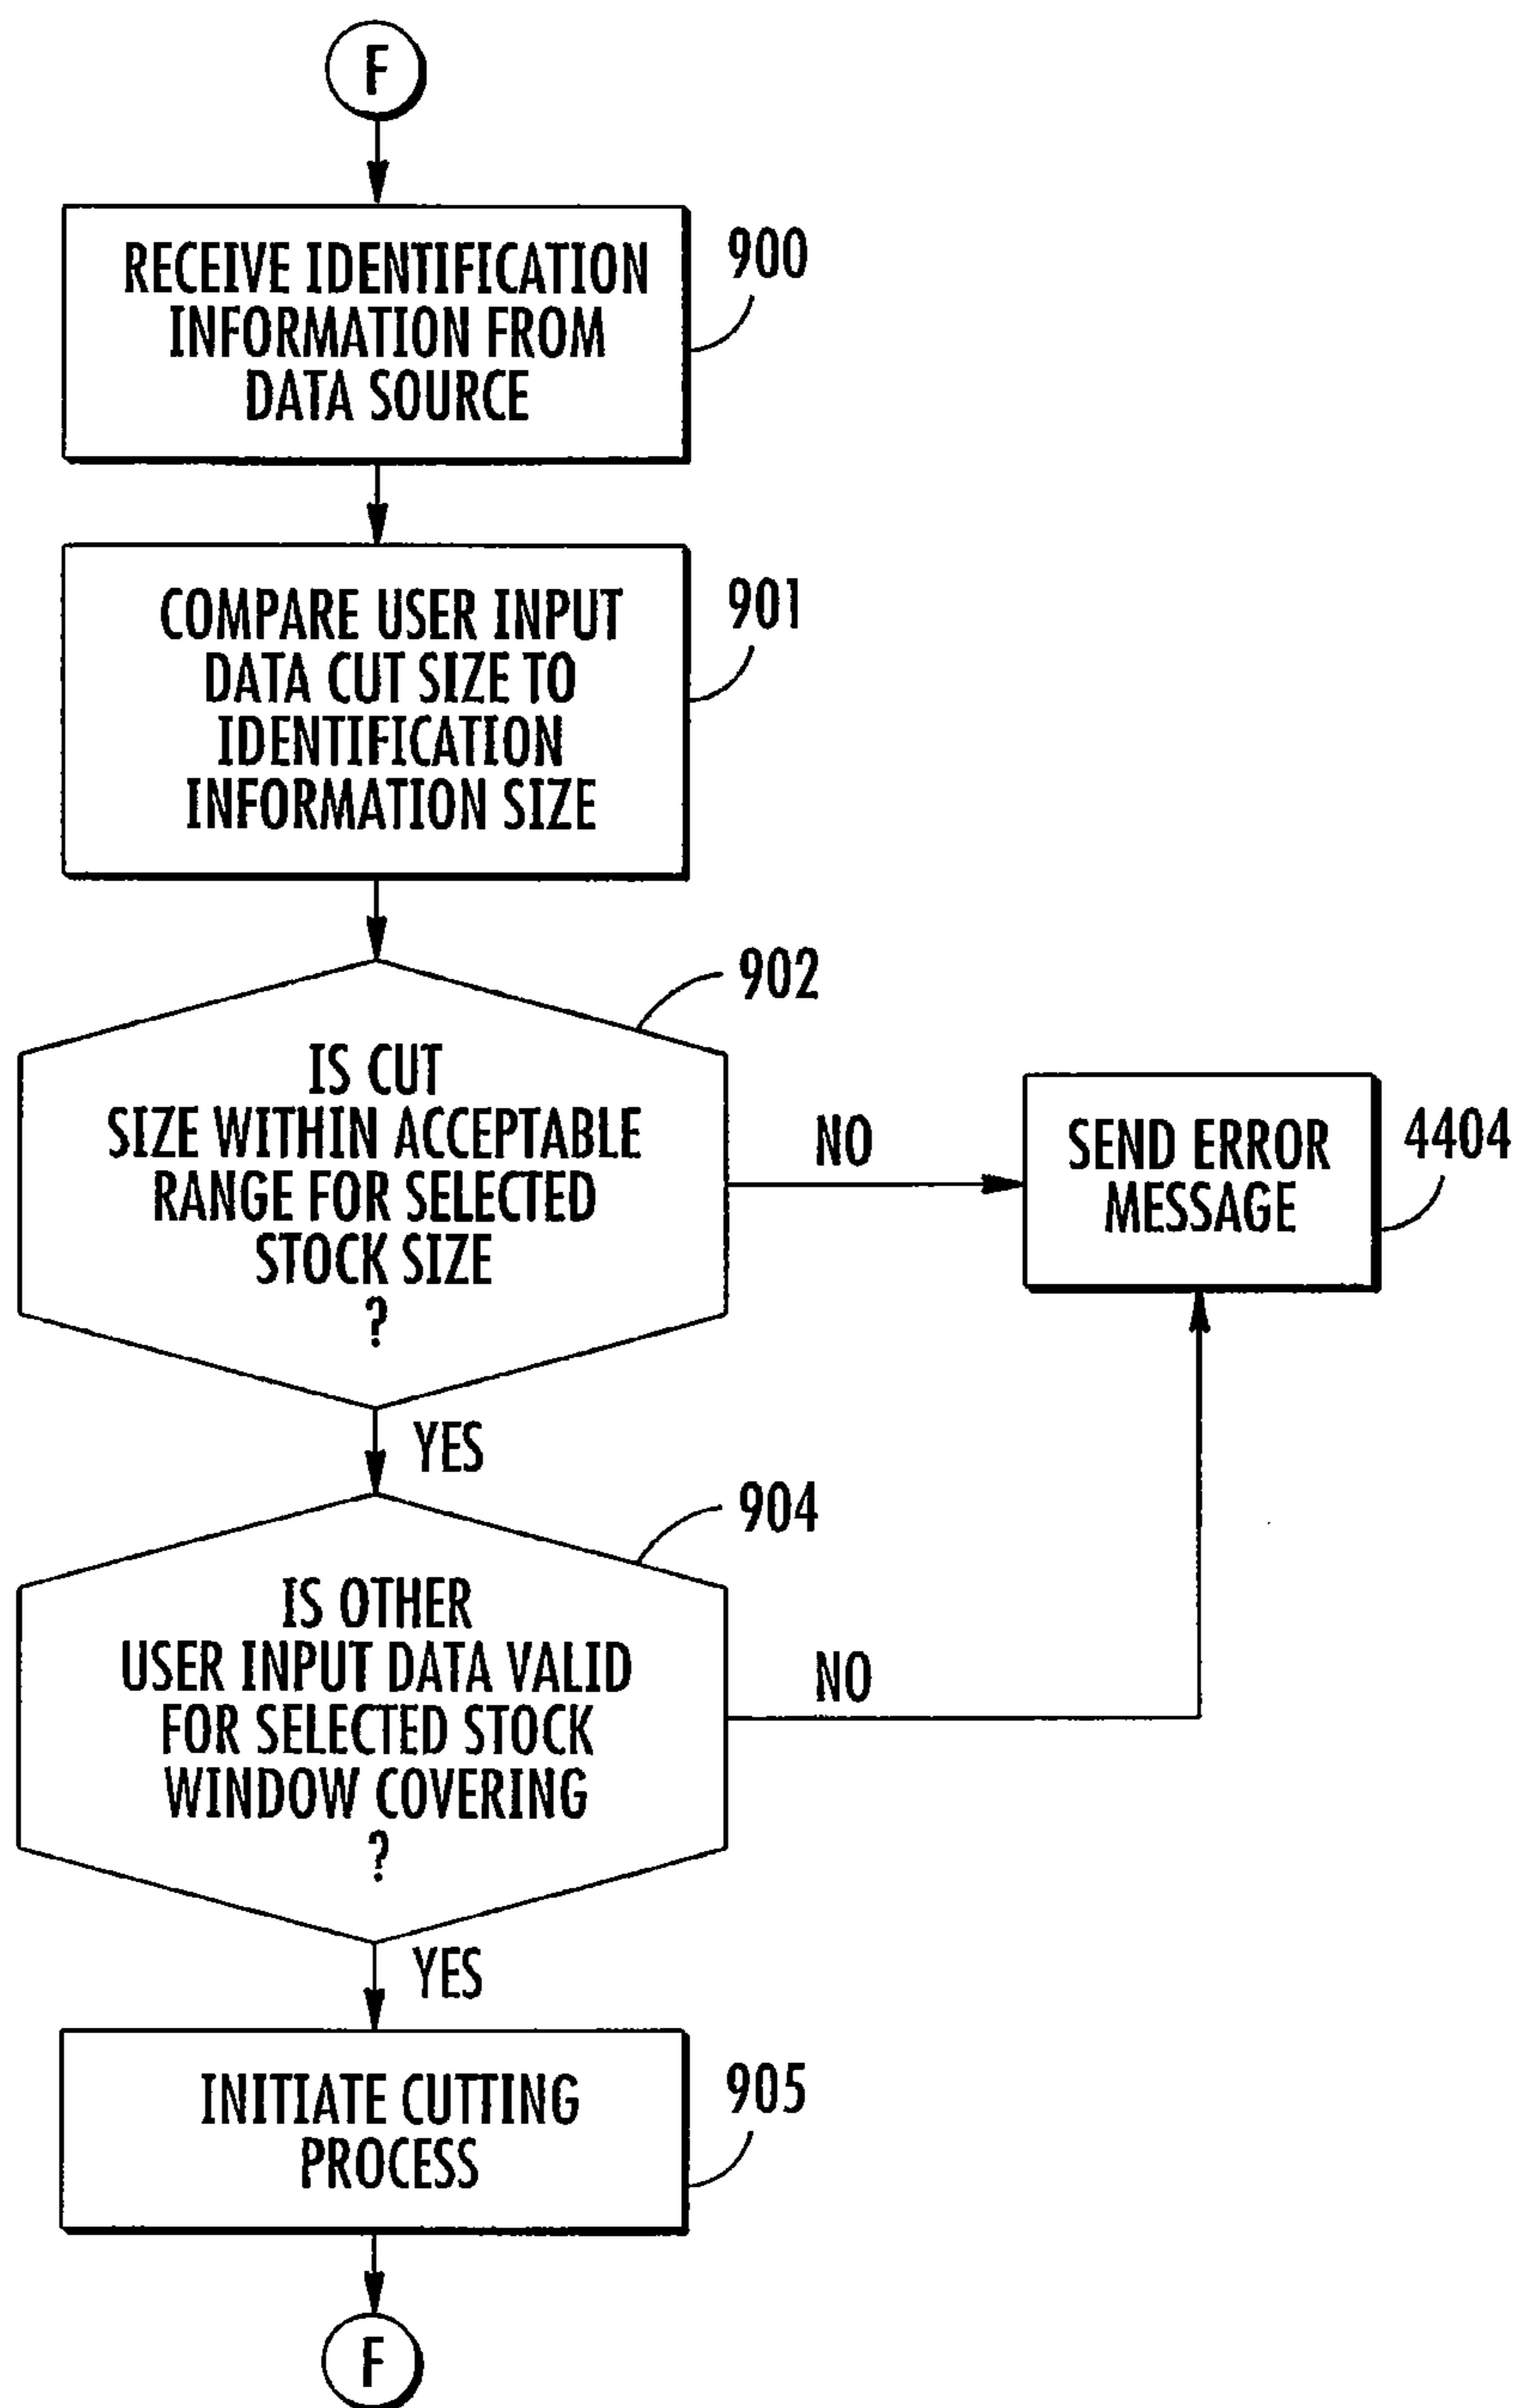 F
RECEIVE IDENTIFICATION
INFORMATION FROM
DATA SOURCE
900
COMPARE USER INPUT
DATA CUT SIZE TO
IDENTIFICATION
INFORMATION SIZE
901
902
IS CUT
SIZE WITHIN ACCEPTABLE
RANGE FOR SELECTED
STOCK SIZE
?
NO
SEND ERROR
MESSAGE
4404
YES
904
IS OTHER
USER INPUT DATA VALID
FOR SELECTED STOCK
WINDOW COVERING
?
NO
YES
INITIATE CUTTING
PROCESS
905
F